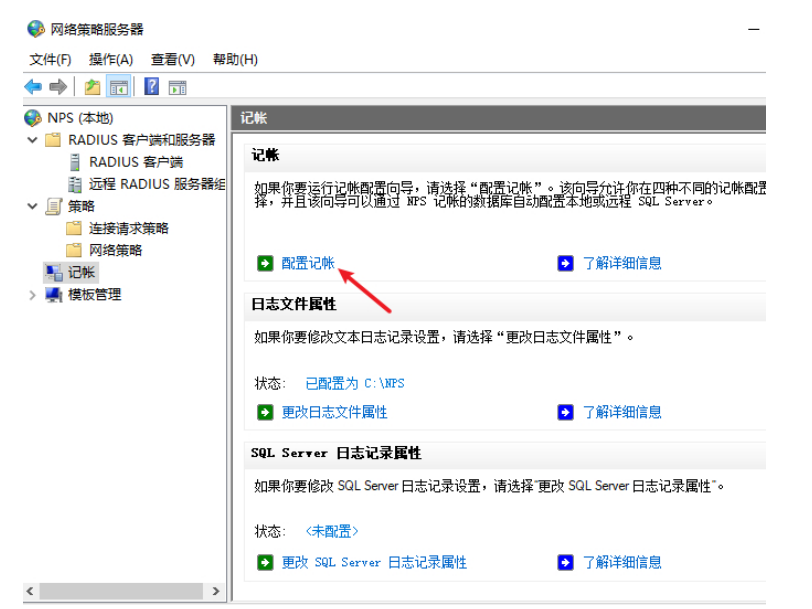 网络策略服务器
文件(F) 操作(A) 查看(V) 帮助(H)
NPS (本地)
RADIUS 客户端和服务器
RADIUS 客户端
远程 RADIUS 服务器组
策略
连接请求策略
网络策略
记帐
模板管理
记帐
记帐
如果你要运行记帐配置向导，请选择“配置记帐”。该向导允许你在四种不同的记帐配置
择，并且该向导可以通过 NPS 记帐的数据库自动配置本地或远程 SQL Server。
配置记帐
了解详细信息
日志文件属性
如果你要修改文本日志记录设置，请选择“更改日志文件属性”。
状态: 已配置为 C:\NPS
更改日志文件属性
了解详细信息
SQL Server 日志记录属性
如果你要修改 SQL Server 日志记录设置，请选择"更改 SQL Server 日志记录属性"。
状态: <未配置>
更改 SQL Server 日志记录属性
了解详细信息